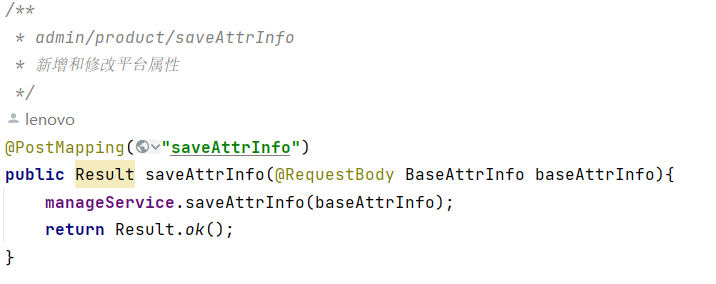 /**
 * admin/product/saveAttrInfo
 * 新增和修改平台属性
 */
lenovo
@PostMapping("saveAttrInfo")
public Result saveAttrInfo(@RequestBody BaseAttrInfo baseAttrInfo){
    manageService.saveAttrInfo(baseAttrInfo);
    return Result.ok();
}